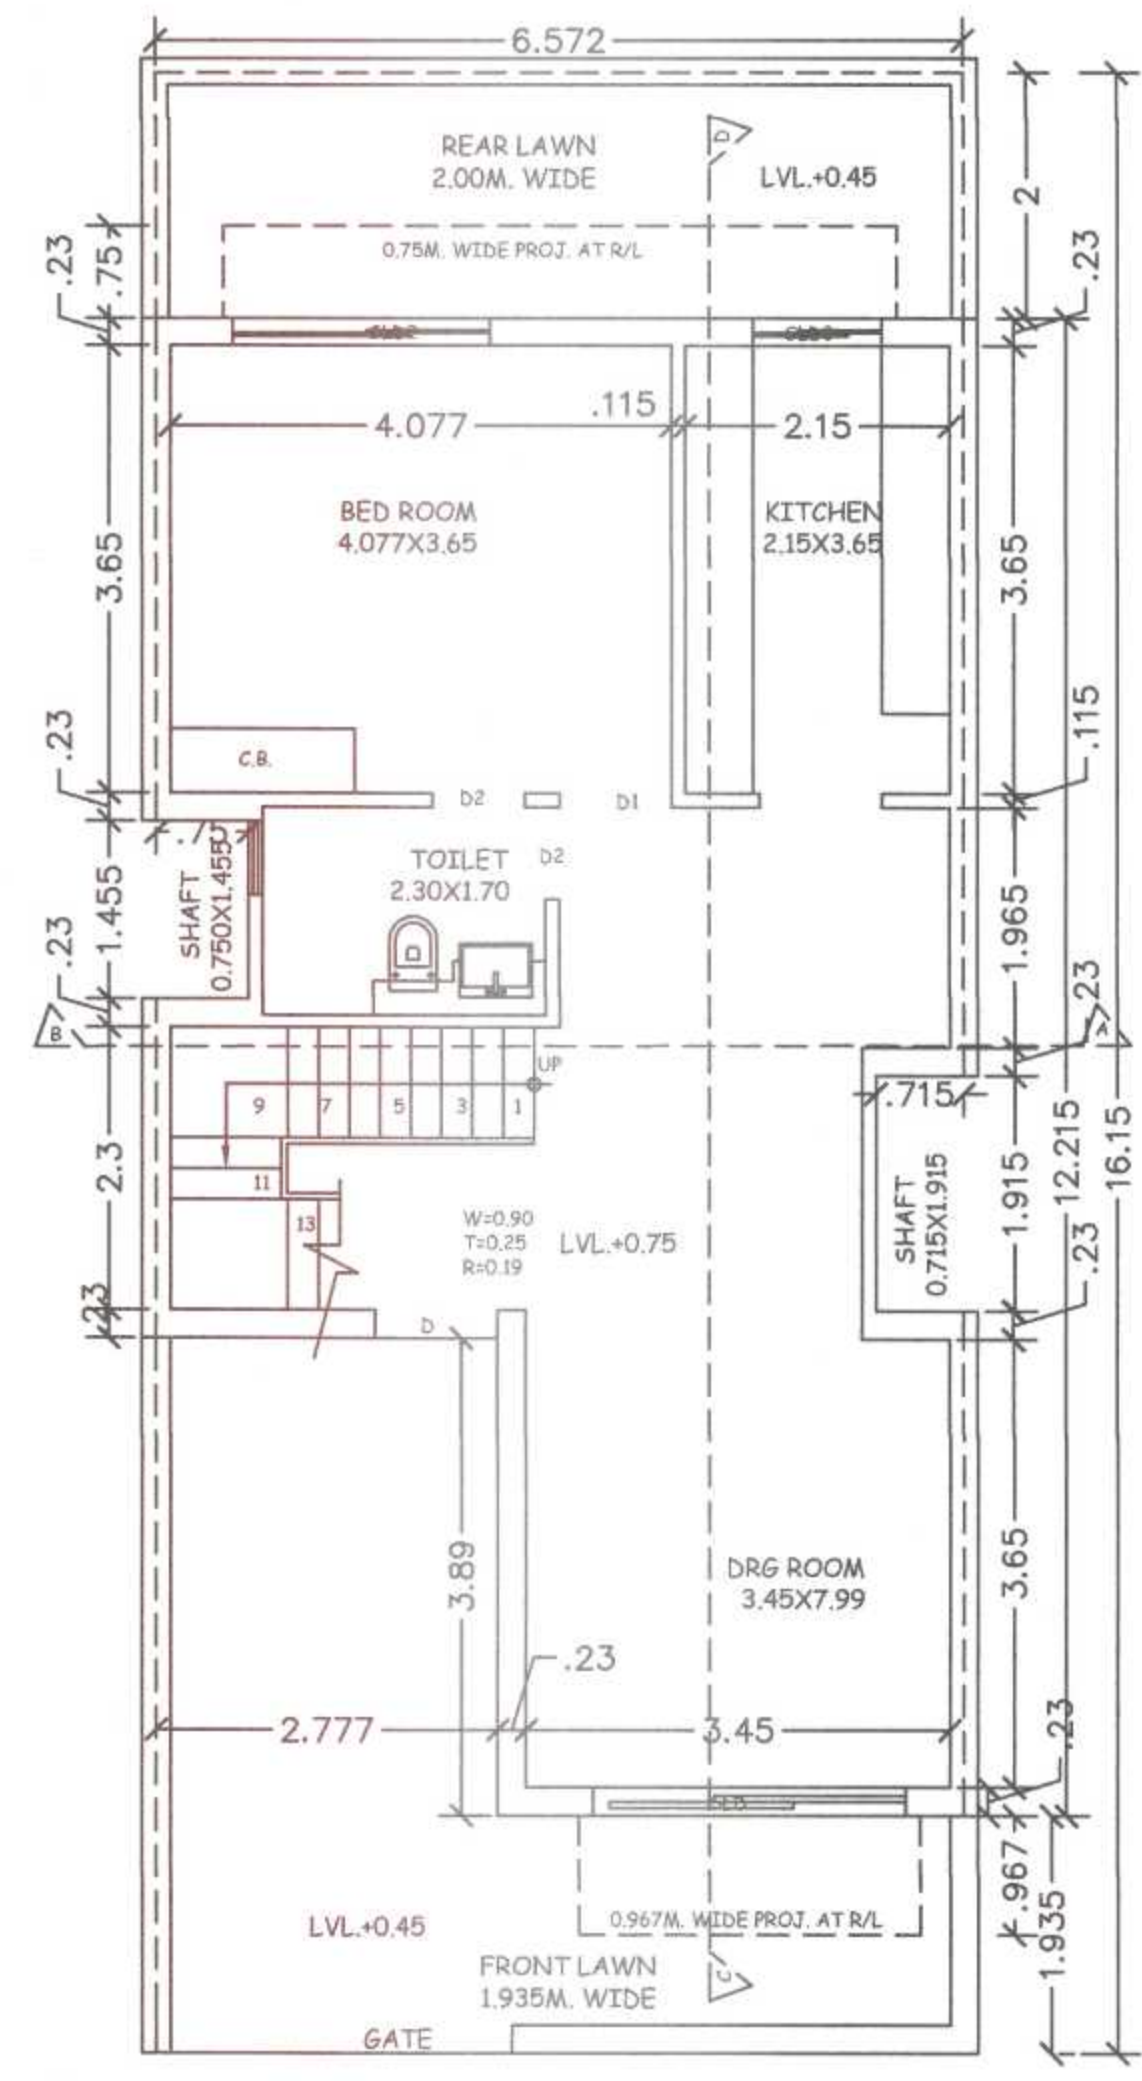 6.572
REAR LAWN
2.00M. WIDE
D
LVL.+0.45
2
.23
.75
0.75M. WIDE PROJ. AT R/L
.23
.115
4.077
2.15
BED ROOM
4.077X3.65
KITCHEN
2.15X3.65
3.65
3.65
.23
.115
C.B.
D2
D1
.75
TOILET
2.30X1.70
D2
SHAFT
0.750X1.455
1.455
1.965
.23
.23
B
A
UP
9
7
5
3
1
.715
11
13
2.3
W=0.90
T=0.25
R=0.19
LVL.+0.75
SHAFT
0.715X1.915
1.915
12.215
16.15
.23
.23
D
3.89
DRG ROOM
3.45X7.99
3.65
.23
2.777
3.45
.23
.967
0.967M. WIDE PROJ. AT R/L
1.935
LVL.+0.45
FRONT LAWN
1.935M. WIDE
C
GATE